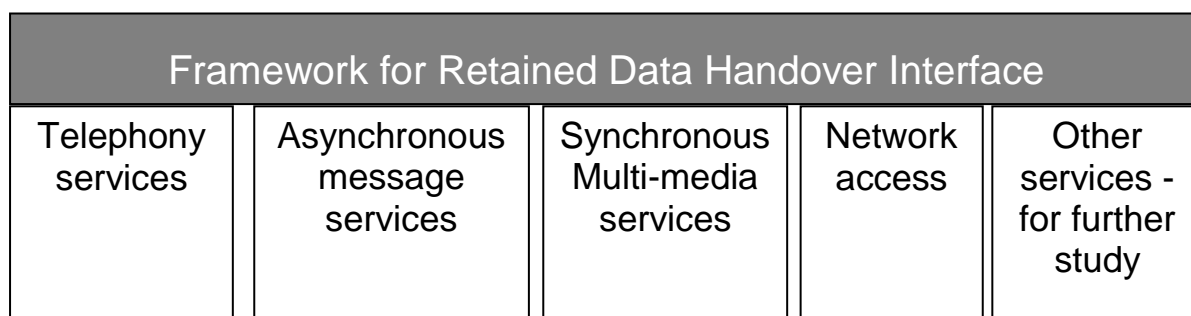 Framework for Retained Data Handover Interface
Telephony
services
Asynchronous
message
services
Synchronous
Multi-media
services
Network
access
Other
services -
for further
study